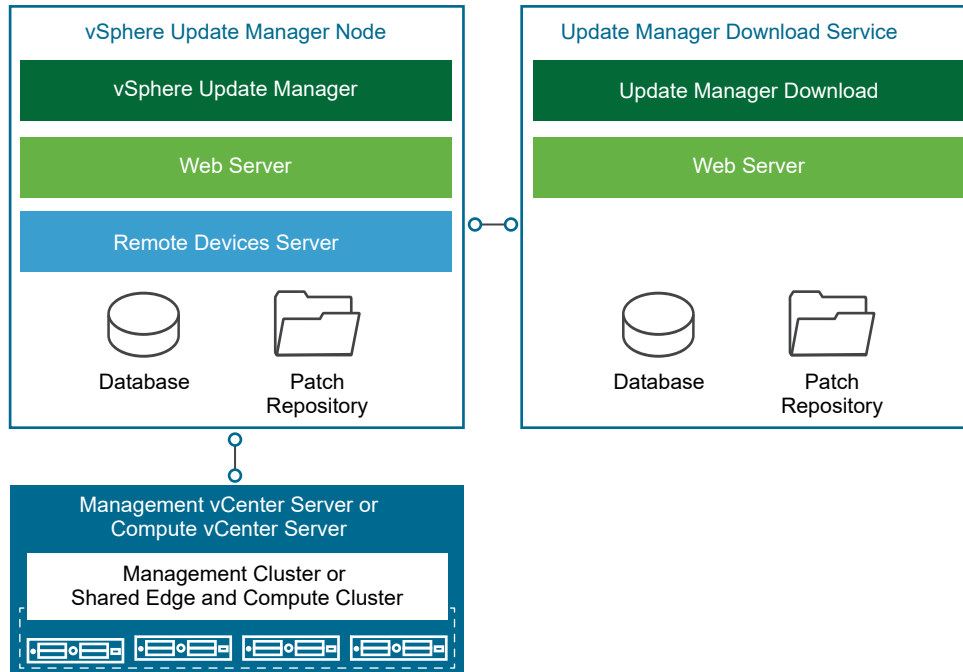 vSphere Update Manager Node
vSphere Update Manager
Web Server
Remote Devices Server
Database
Patch
Repository
Update Manager Download Service
Update Manager Download
Web Server
Database
Patch
Repository
Management vCenter Server or
Compute vCenter Server
Management Cluster or
Shared Edge and Compute Cluster